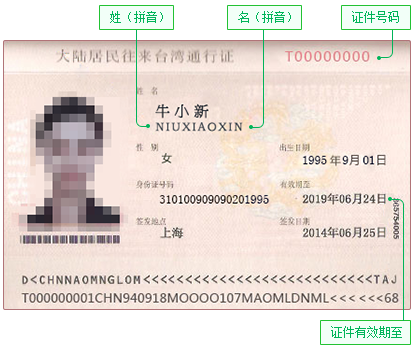 姓（拼音）
名（拼音）
证件号码
大陆居民往来台湾通行证
T00000000
姓 名
牛小新
NIUXIAOXIN
性 别
出生日期
女
1995年9月01日
身份证号码
有效期至
310100909090201995
2019年06月24日
签发地点
签发日期
上海
2014年06月25日
D<CHNNAOMNGLOM<<<<<<<<<<<<<<<<<<<<TAJ
T000000001CHN940918MOOOO107MAOMLDNML<<<<<<68
证件有效期至